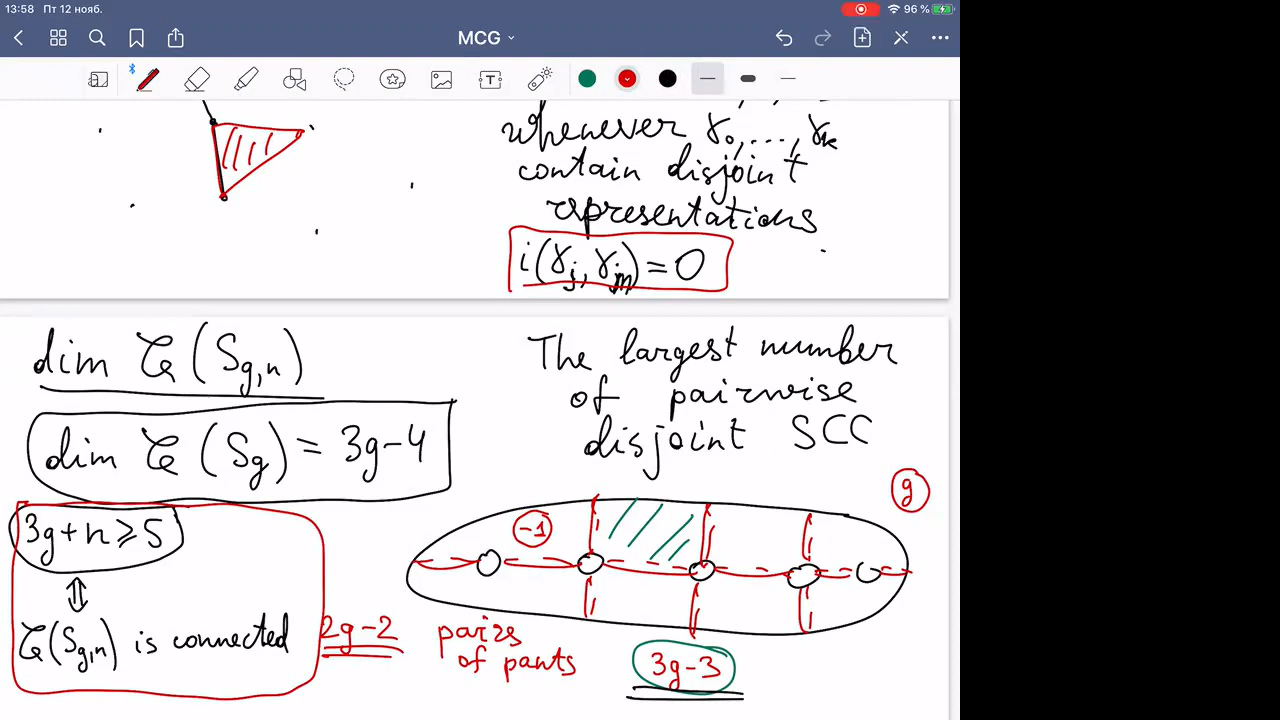 13:58 Пт 12 нояб.
96 %
MCG
T
whenever γ₀, ..., γₖ
contain disjoint
representations
i(γⱼ, γₘ) = 0
dim 𝒞(S_{g,n})
dim 𝒞(S_g) = 3g-4
3g+n ≥ 5
⇕
𝒞(S_{g,n}) is connected
The largest number
of pairwise
disjoint SCC
g
-1
2g-2 pairs
of pants
3g-3